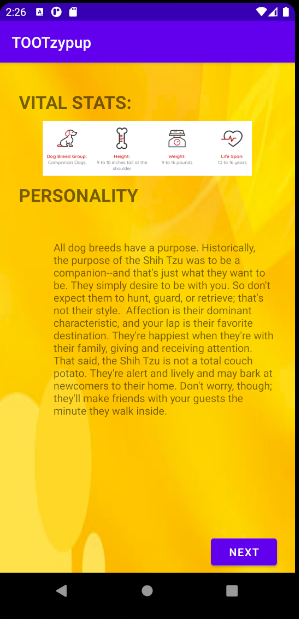 2:26
TOOTzypup
VITAL STATS:
Dog Breed Group: Height: Weight: Life Span:
Companion Dogs 9 to 10 inches tall at the 9 to 16 pounds 10 to 16 years
shoulder
PERSONALITY
All dog breeds have a purpose. Historically,
the purpose of the Shih Tzu was to be a
companion--and that's just what they want to
be. They simply desire to be with you. So don't
expect them to hunt, guard, or retrieve; that's
not their style. Affection is their dominant
characteristic, and your lap is their favorite
destination. They're happiest when they're with
their family, giving and receiving attention.
That said, the Shih Tzu is not a total couch
potato. They're alert and lively and may bark at
newcomers to their home. Don't worry, though;
they'll make friends with your guests the
minute they walk inside.
NEXT